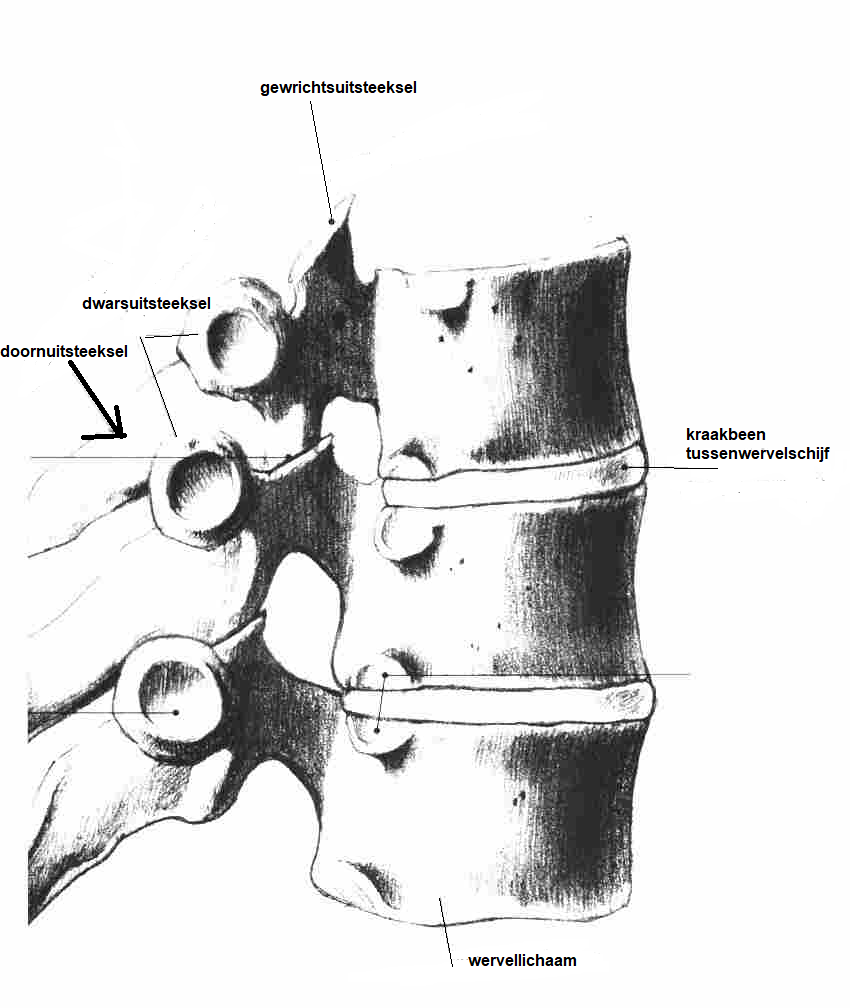 gewrichtsuitsteeksel
dwarsuitsteeksel
doornuitsteeksel
kraakbeen
tussenwervelschijf
wervellichaam